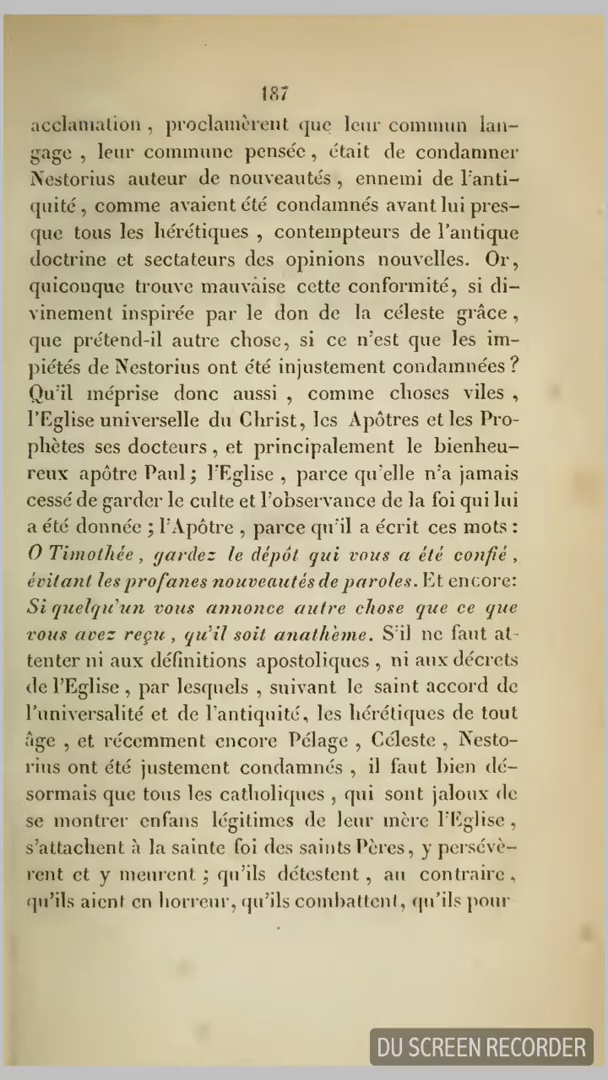 187
acclamation , proclamèrent que leur commun lan-
gage , leur commune pensée , était de condamner
Nestorius auteur de nouveautés , ennemi de l'anti-
quité , comme avaient été condamnés avant lui pres-
que tous les hérétiques , contempteurs de l'antique
doctrine et sectateurs des opinions nouvelles. Or,
quiconque trouve mauvaise cette conformité, si di-
vinement inspirée par le don de la céleste grâce ,
que prétend-il autre chose, si ce n'est que les im-
piétés de Nestorius ont été injustement condamnées ?
Qu'il méprise donc aussi , comme choses viles ,
l'Eglise universelle du Christ, les Apôtres et les Pro-
phètes ses docteurs , et principalement le bienheu-
reux apôtre Paul ; l'Eglise , parce qu'elle n'a jamais
cessé de garder le culte et l'observance de la foi qui lui
a été donnée ; l'Apôtre , parce qu'il a écrit ces mots :
O Timothée , gardez le dépôt qui vous a été confié ,
évitant les profanes nouveautés de paroles. Et encore:
Si quelqu'un vous annonce autre chose que ce que
vous avez reçu , qu'il soit anathème. S'il ne faut at-
tenter ni aux définitions apostoliques , ni aux décrets
de l'Eglise , par lesquels , suivant le saint accord de
l'universalité et de l'antiquité, les hérétiques de tout
âge , et récemment encore Pélage , Céleste , Nesto-
rius ont été justement condamnés , il faut bien dé-
sormais que tous les catholiques , qui sont jaloux de
se montrer enfans légitimes de leur mère l'Eglise ,
s'attachent à la sainte foi des saints Pères, y persévè-
rent et y meurent ; qu'ils détestent , au contraire ,
qu'ils aient en horreur, qu'ils combattent, qu'ils pour
DU SCREEN RECORDER